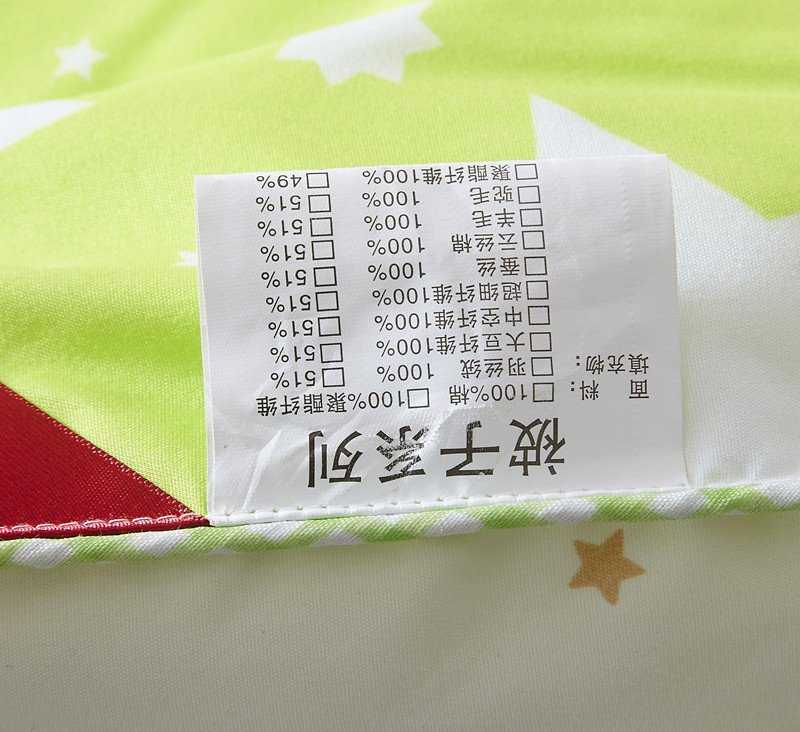 被子系列
面 料：□100%棉 □100%聚酯纤维
填充物：□羽丝绒 100% □51%
□大豆纤维100% □51%
□中空纤维100% □51%
□超细纤维100% □51%
□蚕丝 100% □51%
□云丝棉 100% □51%
□羊毛 100% □51%
□驼毛 100% □51%
□聚酯纤维100% □49%